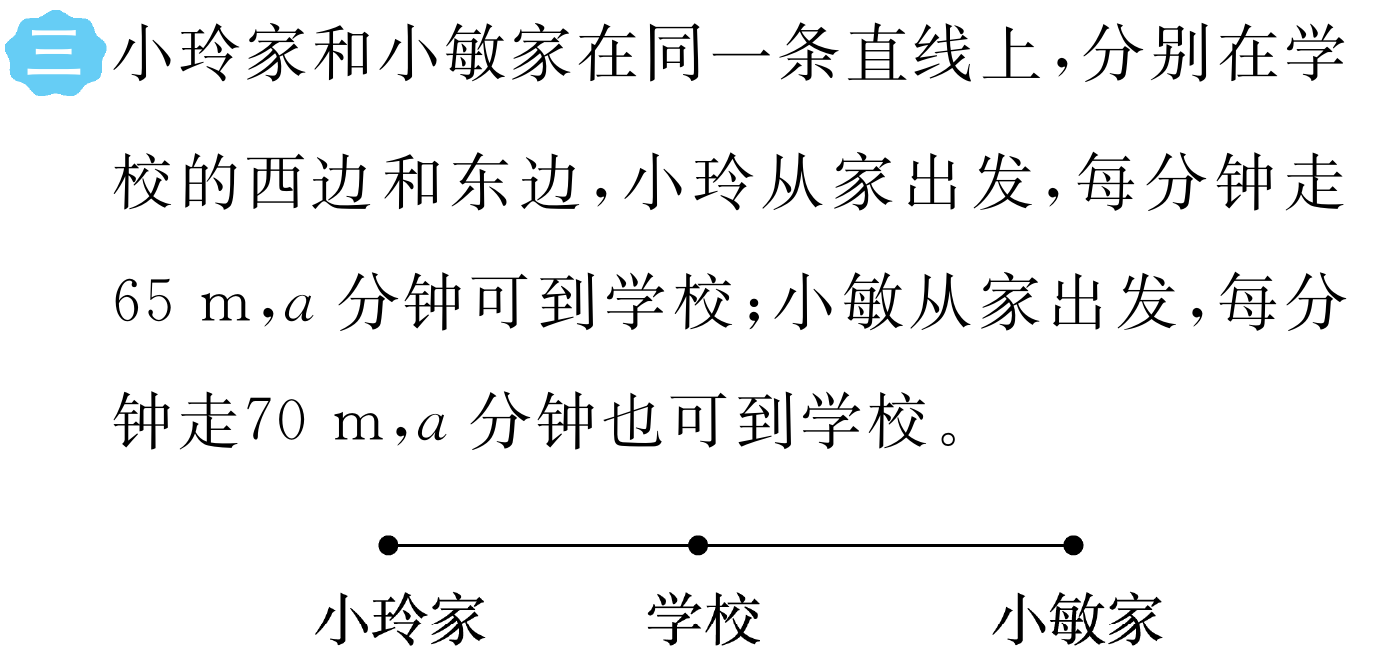 三 小玲家和小敏家在同一条直线上,分别在学
校的西边和东边,小玲从家出发,每分钟走
65 m,a 分钟可到学校;小敏从家出发,每分
钟走70 m,a 分钟也可到学校。
小玲家 学校 小敏家